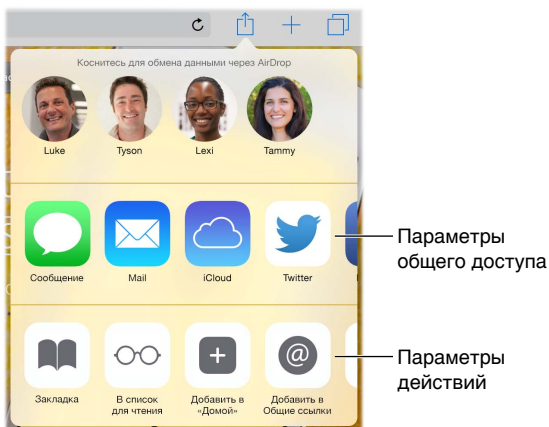 Коснитесь для обмена данными через AirDrop
Luke Tyson Lexi Tammy
Сообщение Mail iCloud Twitter
Параметры
общего доступа
Закладка В список
для чтения Добавить в
«Домой» Добавить в
Общие ссылки
Параметры
действий